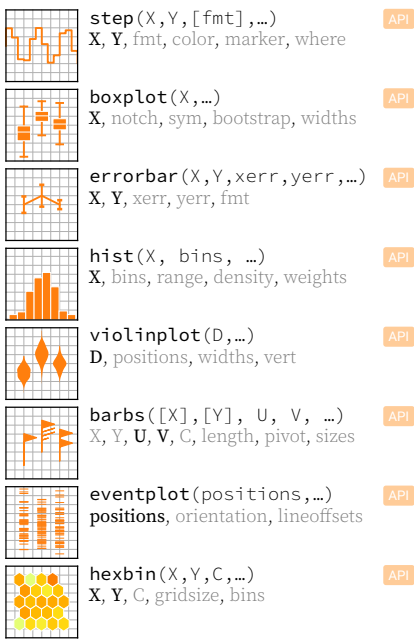 step(X,Y,[fmt],…) API
X, Y, fmt, color, marker, where
boxplot(X,…) API
X, notch, sym, bootstrap, widths
errorbar(X,Y,xerr,yerr,…) API
X, Y, xerr, yerr, fmt
hist(X, bins, …) API
X, bins, range, density, weights
violinplot(D,…) API
D, positions, widths, vert
barbs([X],[Y], U, V, …) API
X, Y, U, V, C, length, pivot, sizes
eventplot(positions,…) API
positions, orientation, lineoffsets
hexbin(X,Y,C,…) API
X, Y, C, gridsize, bins